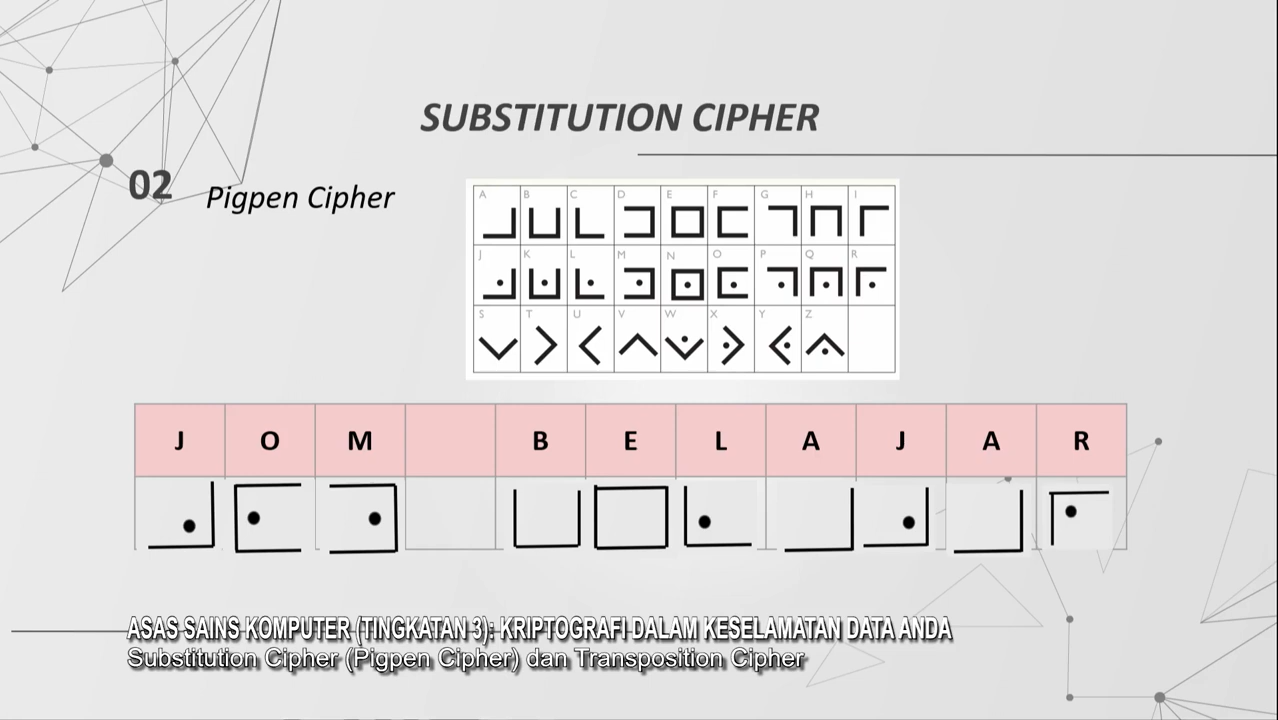 SUBSTITUTION CIPHER
02 Pigpen Cipher
A B C D E F G H I
J K L M N O P Q R
S T U V W X Y Z
J O M B E L A J A R
ASAS SAINS KOMPUTER (TINGKATAN 3): KRIPTOGRAFI DALAM KESELAMATAN DATA ANDA
Substitution Cipher (Pigpen Cipher) dan Transposition Cipher